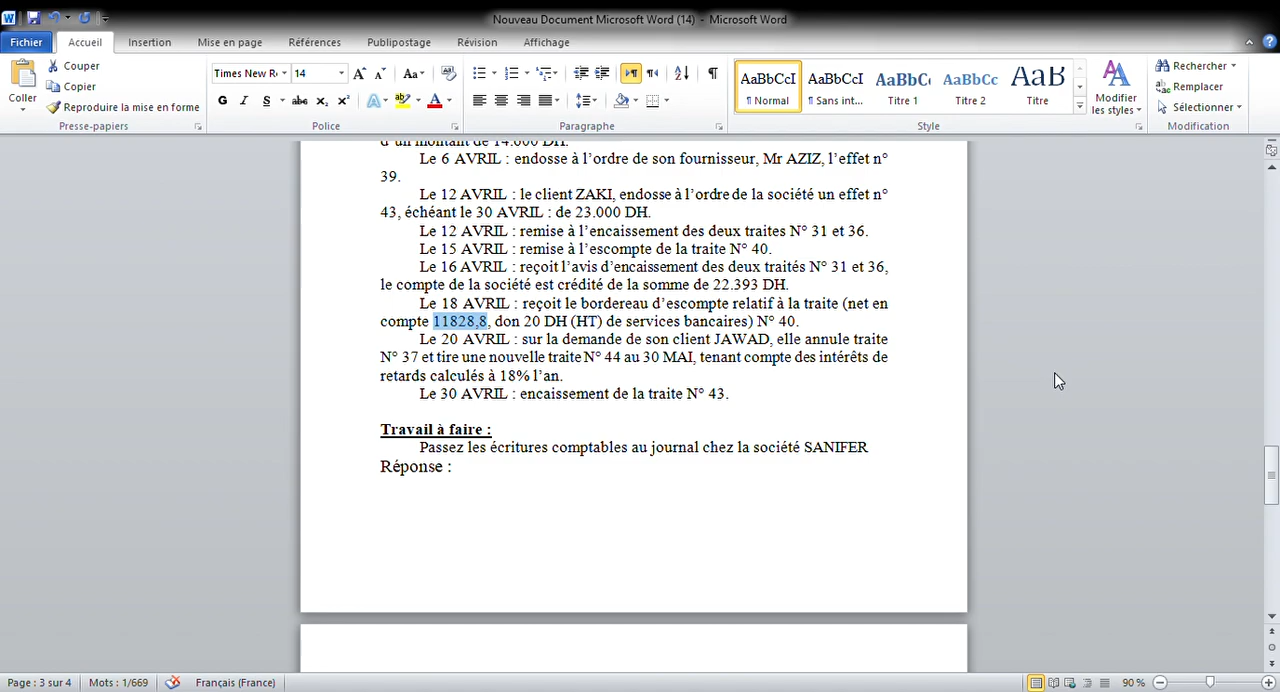 Nouveau Document Microsoft Word (14) - Microsoft Word
Fichier Accueil Insertion Mise en page Références Publipostage Révision Affichage
Coller
Couper
Copier
Reproduire la mise en forme
Presse-papiers
Times New R 14
G I S abc
Police
Paragraphe
AaBbCcI AaBbCcI AaBbC AaBbCc AaB
¶ Normal ¶ Sans int... Titre 1 Titre 2 Titre
Modifier les styles
Style
Rechercher
Remplacer
Sélectionner
Modification
d'un montant de 14.000 DH.
Le 6 AVRIL : endosse à l'ordre de son fournisseur, Mr AZIZ, l'effet n°
39.
Le 12 AVRIL : le client ZAKI, endosse à l'ordre de la société un effet n°
43, échéant le 30 AVRIL : de 23.000 DH.
Le 12 AVRIL : remise à l'encaissement des deux traites N° 31 et 36.
Le 15 AVRIL : remise à l'escompte de la traite N° 40.
Le 16 AVRIL : reçoit l'avis d'encaissement des deux traités N° 31 et 36,
le compte de la société est crédité de la somme de 22.393 DH.
Le 18 AVRIL : reçoit le bordereau d'escompte relatif à la traite (net en
compte 11828,8, don 20 DH (HT) de services bancaires) N° 40.
Le 20 AVRIL : sur la demande de son client JAWAD, elle annule traite
N° 37 et tire une nouvelle traite N° 44 au 30 MAI, tenant compte des intérêts de
retards calculés à 18% l'an.
Le 30 AVRIL : encaissement de la traite N° 43.
Travail à faire :
Passez les écritures comptables au journal chez la société SANIFER
Réponse :
Page : 3 sur 4 Mots : 1/669 Français (France) 90 %